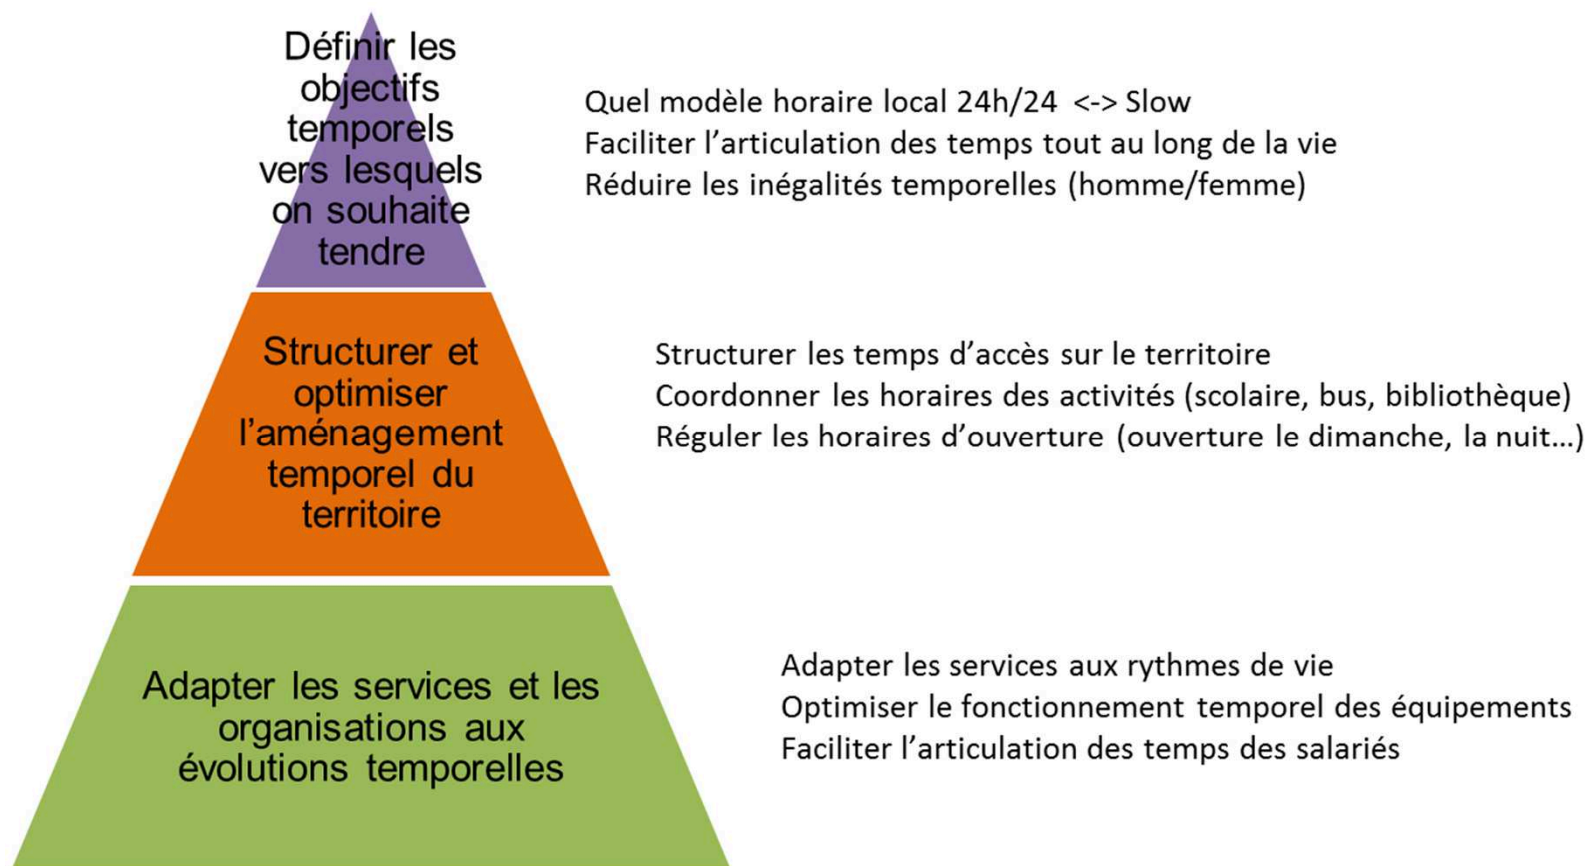 Définir les
objectifs
temporels
vers lesquels
on souhaite
tendre
Quel modèle horaire local 24h/24 <-> Slow
Faciliter l’articulation des temps tout au long de la vie
Réduire les inégalités temporelles (homme/femme)
Structurer et
optimiser
l’aménagement
temporel du
territoire
Structurer les temps d’accès sur le territoire
Coordonner les horaires des activités (scolaire, bus, bibliothèque)
Réguler les horaires d’ouverture (ouverture le dimanche, la nuit...)
Adapter les services et les
organisations aux
évolutions temporelles
Adapter les services aux rythmes de vie
Optimiser le fonctionnement temporel des équipements
Faciliter l’articulation des temps des salariés